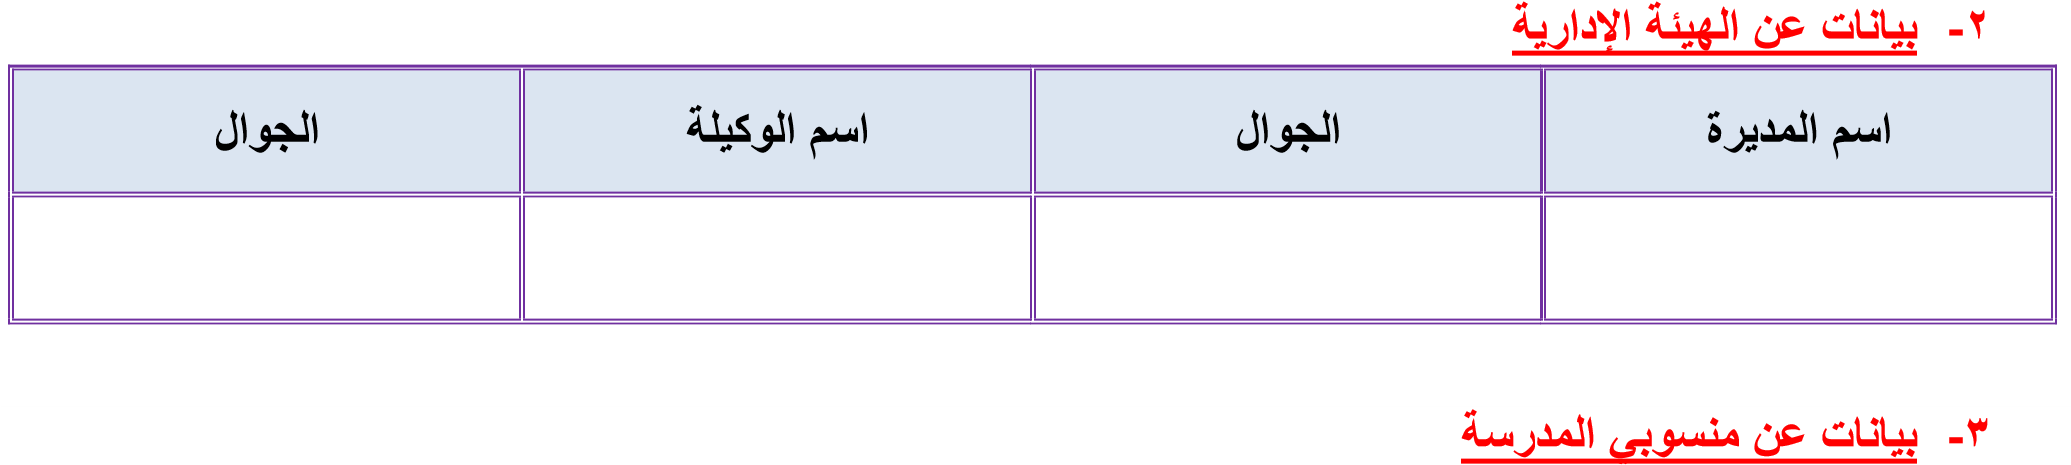 ٢- بيانات عن الهيئة الإدارية
اسم المديرة الجوال اسم الوكيلة الجوال
٣- بيانات عن منسوبي المدرسة